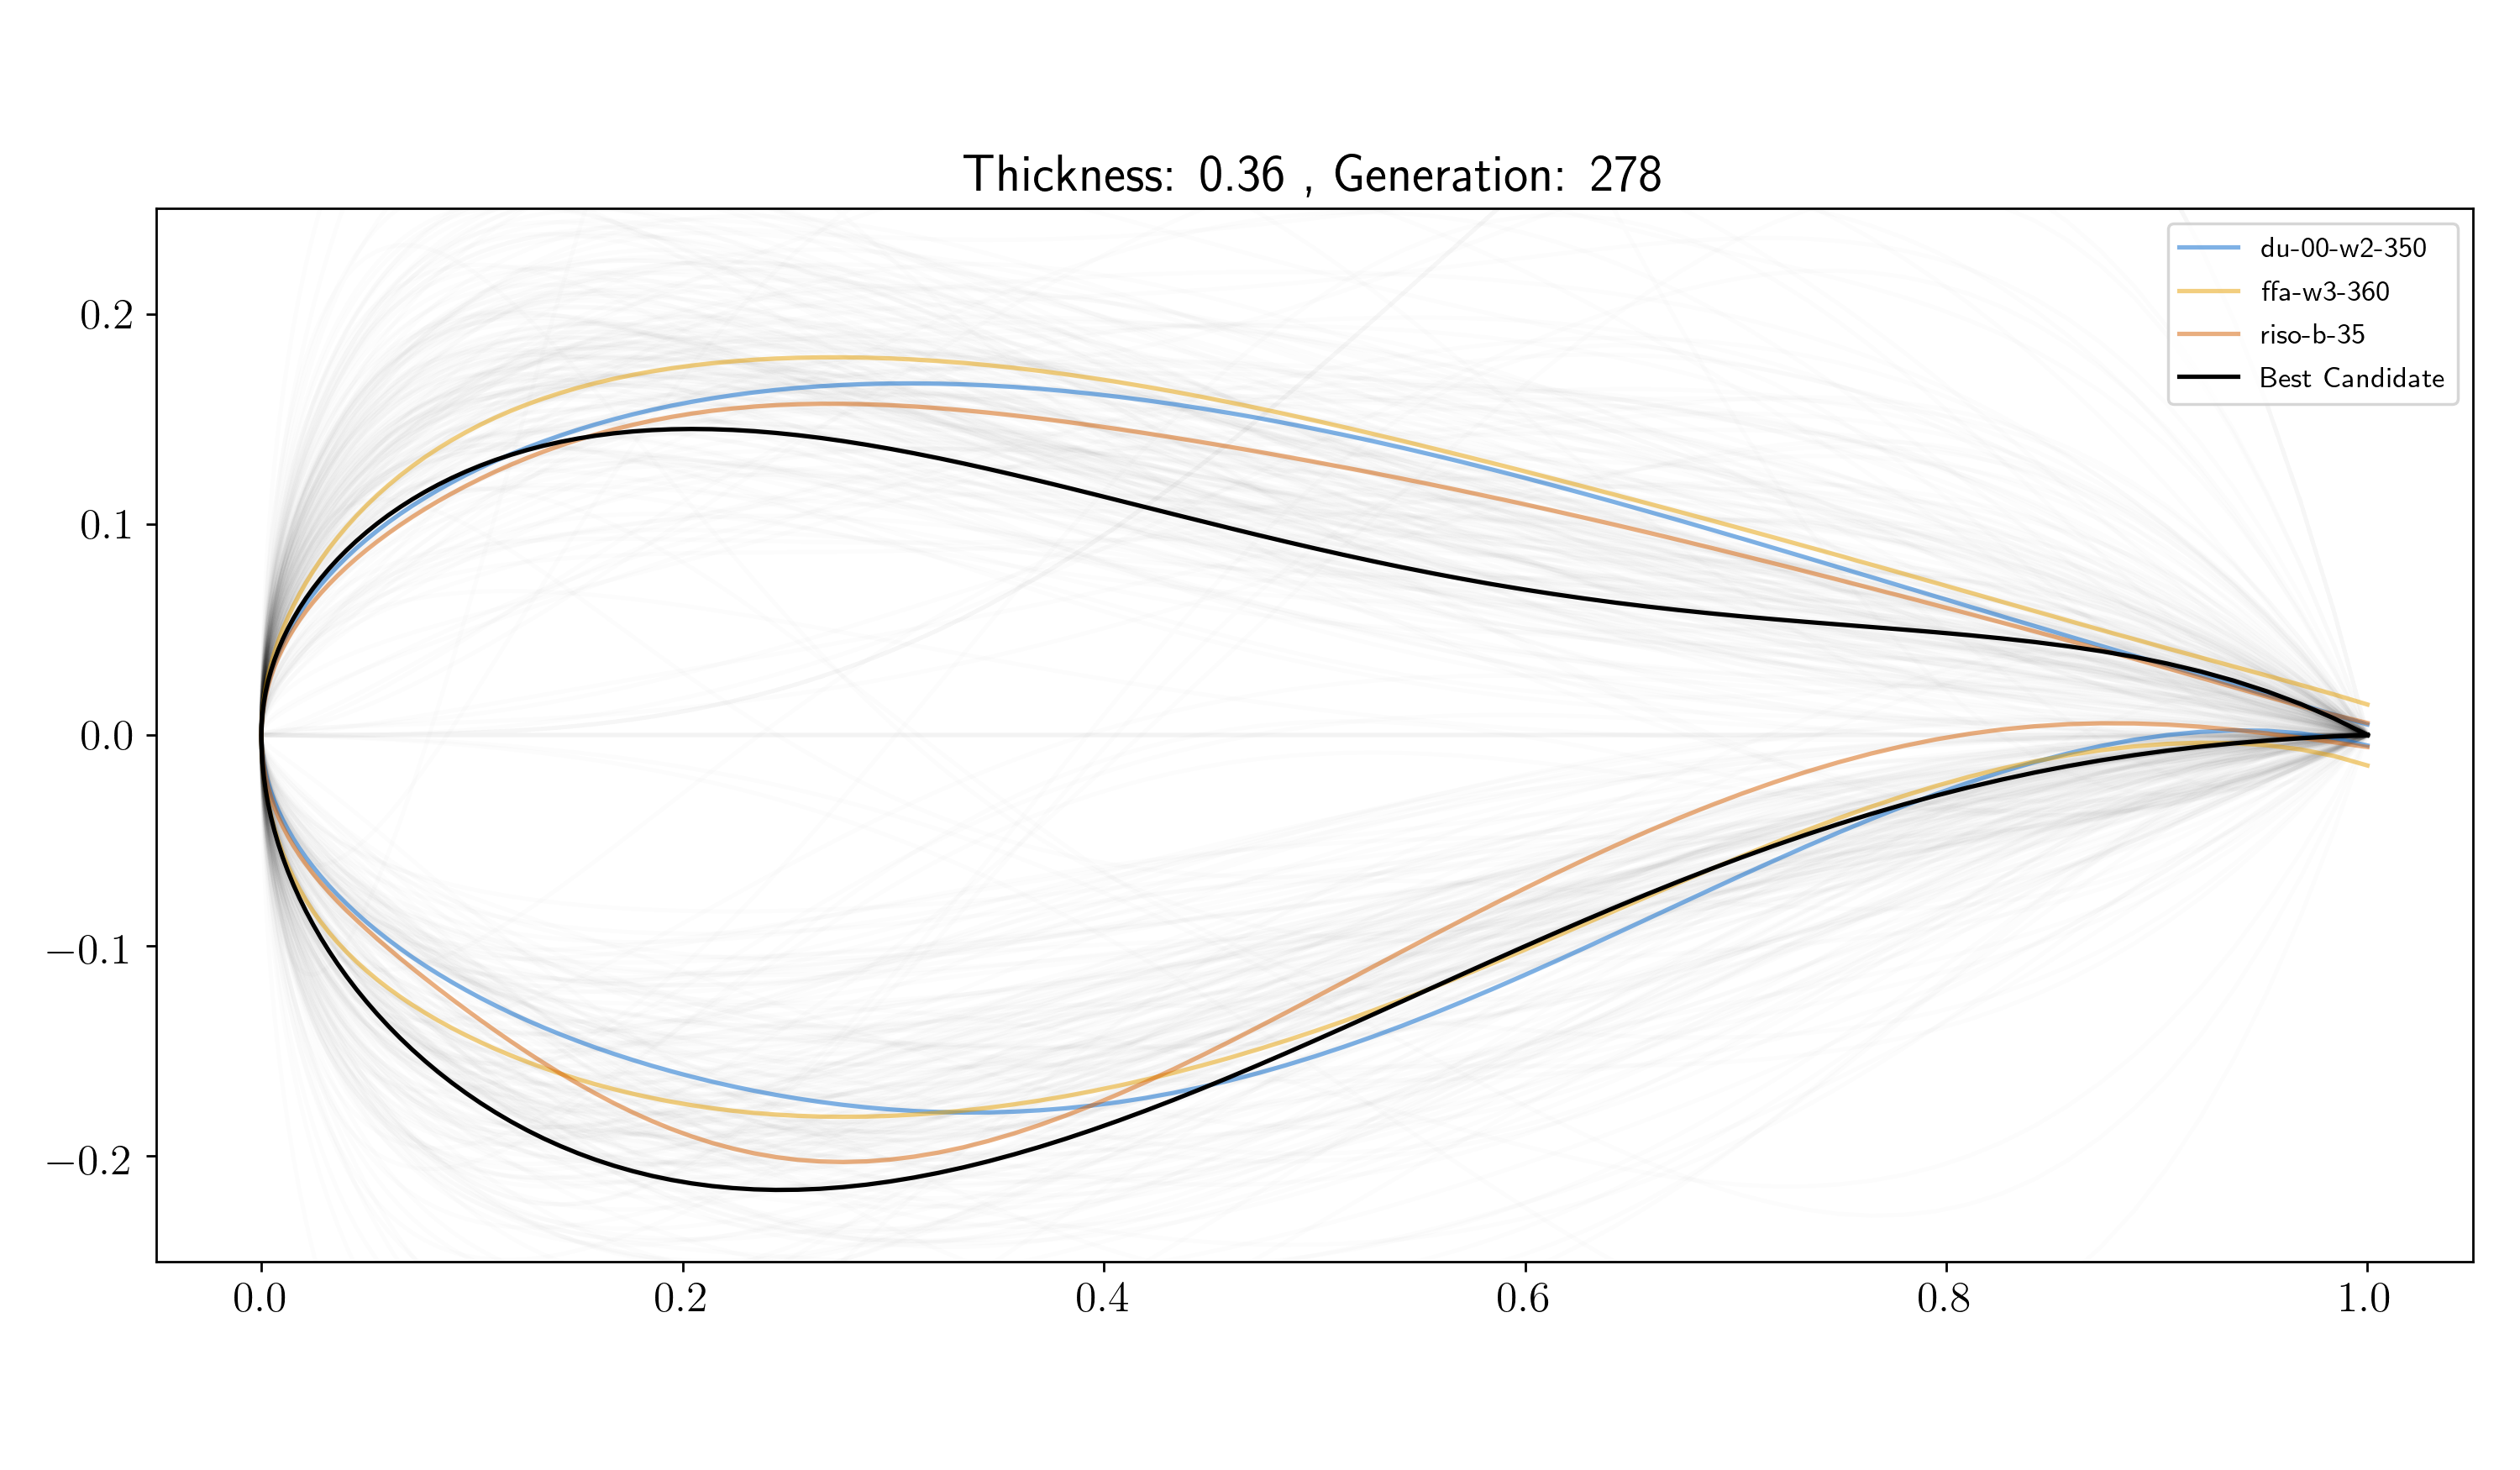 Thickness: 0.36 , Generation: 278
du-00-w2-350
ffa-w3-360
riso-b-35
Best Candidate
0.2
0.1
0.0
−0.1
−0.2
0.0 0.2 0.4 0.6 0.8 1.0